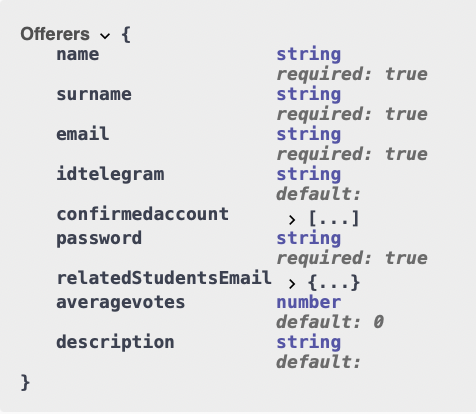 Offerers {
name string
required: true
surname string
required: true
email string
required: true
idtelegram string
default:
confirmedaccount > [...]
password string
required: true
relatedStudentsEmail > {...}
averagevotes number
default: 0
description string
default:
}